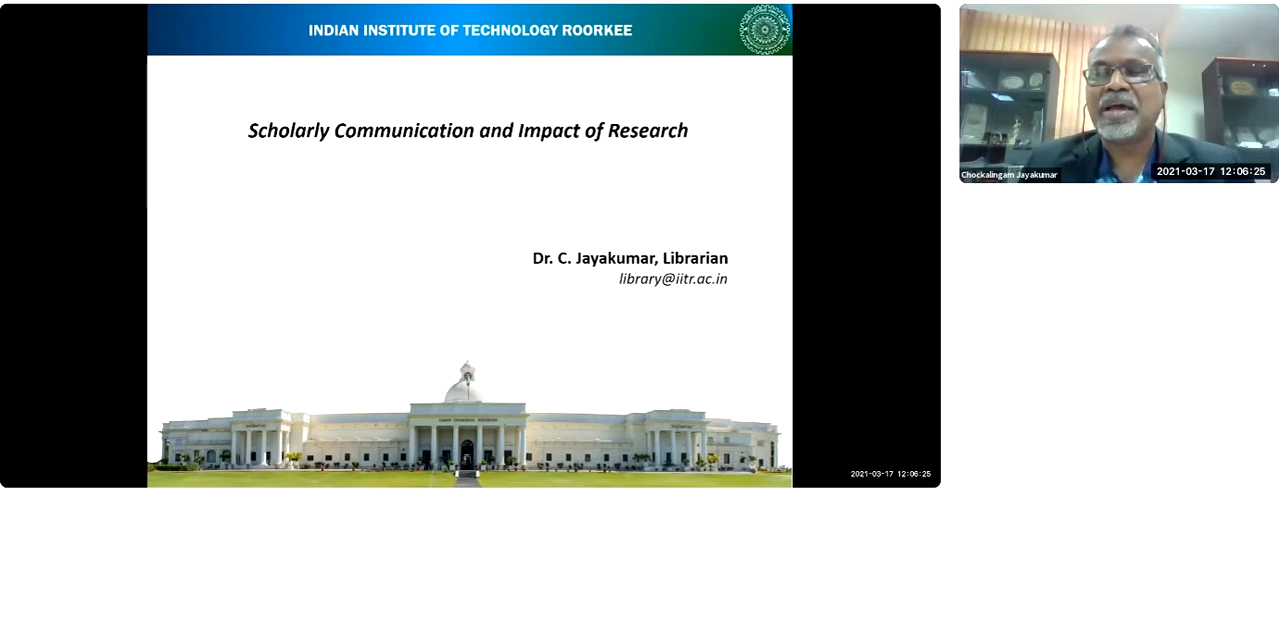 INDIAN INSTITUTE OF TECHNOLOGY ROORKEE
Scholarly Communication and Impact of Research
Dr. C. Jayakumar, Librarian
library@iitr.ac.in
2021-03-17 12:06:25
Chockalingam Jayakumar
2021-03-17 12:06:25